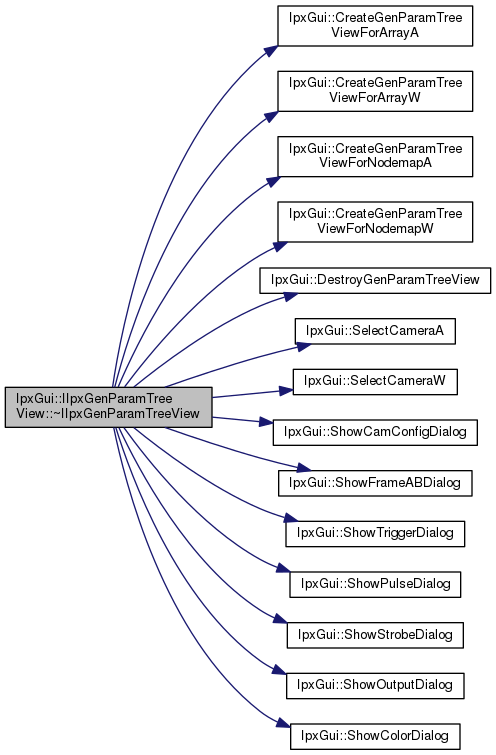 IpxGui::CreateGenParamTree
ViewForArrayA
IpxGui::CreateGenParamTree
ViewForArrayW
IpxGui::CreateGenParamTree
ViewForNodemapA
IpxGui::CreateGenParamTree
ViewForNodemapW
IpxGui::DestroyGenParamTreeView
IpxGui::SelectCameraA
IpxGui::SelectCameraW
IpxGui::IIpxGenParamTree
View::~IIpxGenParamTreeView
IpxGui::ShowCamConfigDialog
IpxGui::ShowFrameABDialog
IpxGui::ShowTriggerDialog
IpxGui::ShowPulseDialog
IpxGui::ShowStrobeDialog
IpxGui::ShowOutputDialog
IpxGui::ShowColorDialog